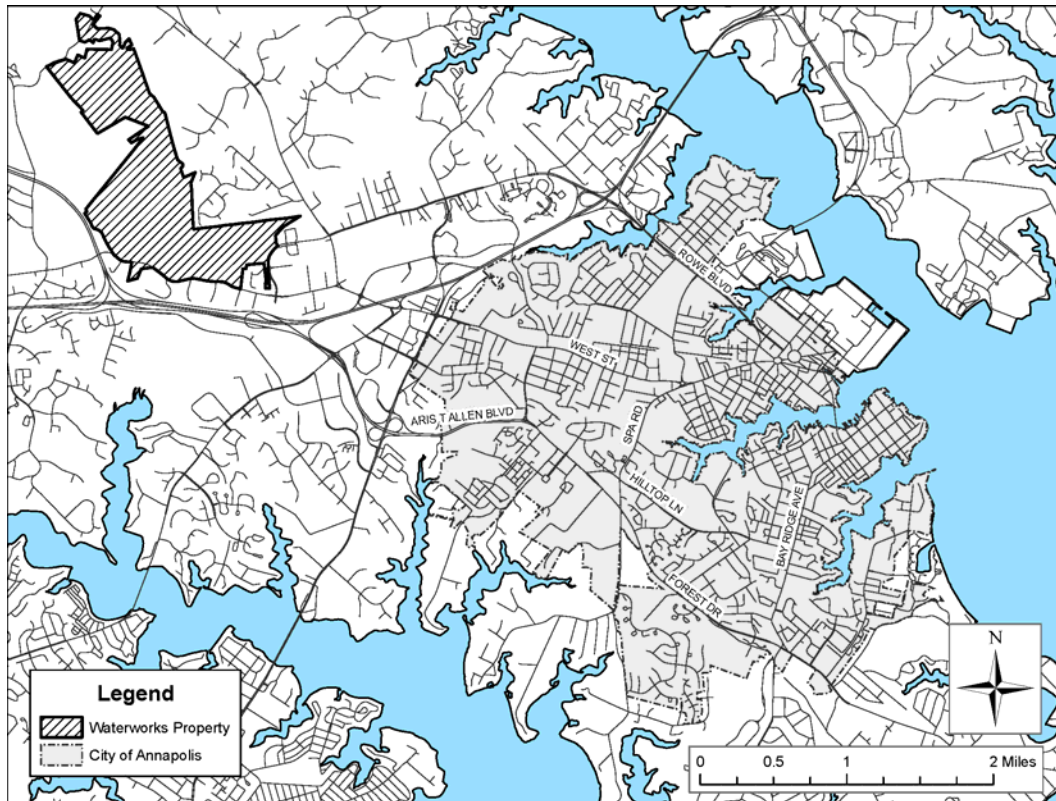 ROWE BLVD
WEST ST
ARIS T ALLEN BLVD
SPA RD
HILLTOP LN
BAY RIDGE AVE
FOREST DR
N
Legend
Waterworks Property
City of Annapolis
0 0.5 1 2 Miles